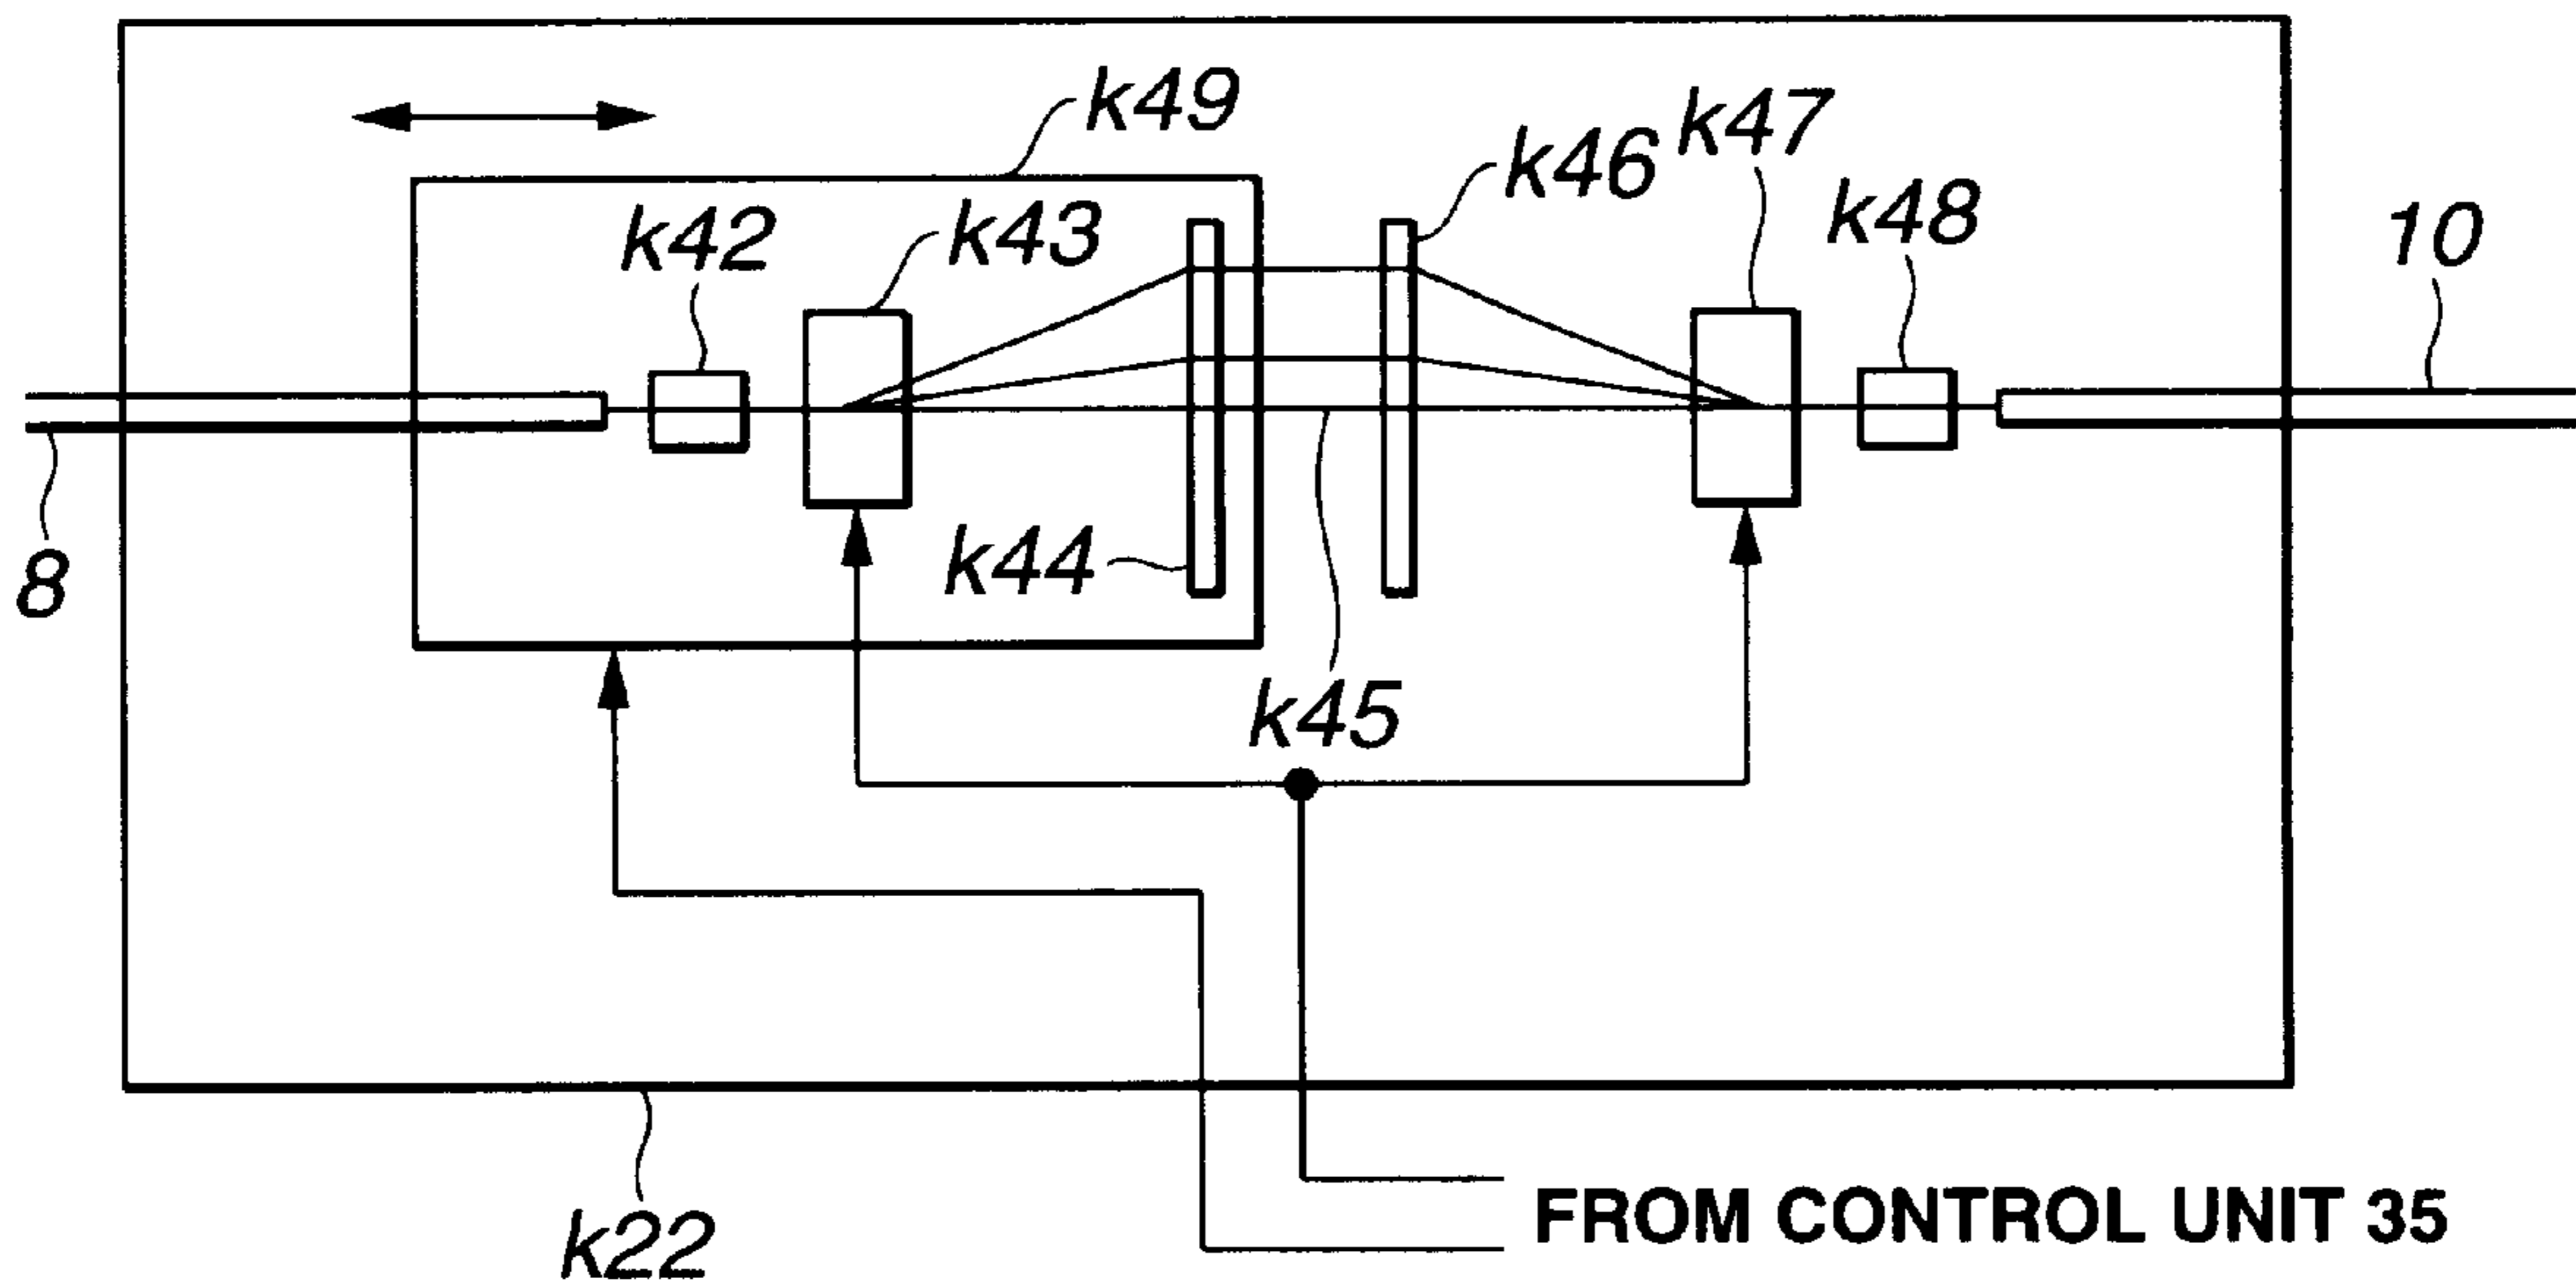 k49
k47
k46
k48
k42
k43
10
8
k44
k45
k22
FROM CONTROL UNIT 35